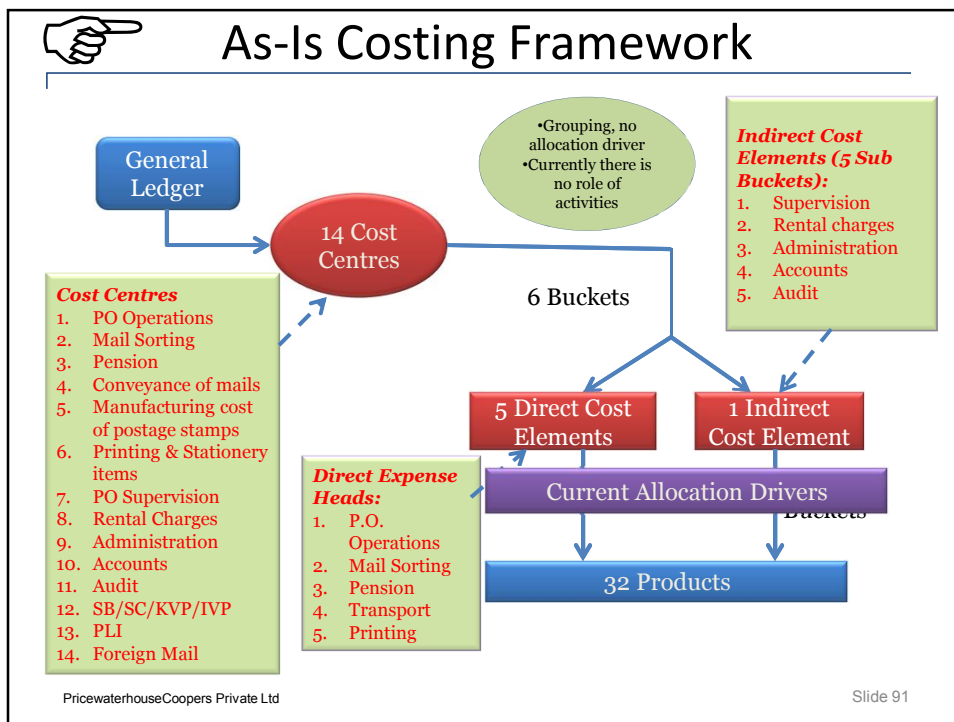 As-Is Costing Framework
General
Ledger
14 Cost
Centres
•Grouping, no
allocation driver
•Currently there is
no role of
activities
Indirect Cost
Elements (5 Sub
Buckets):
1. Supervision
2. Rental charges
3. Administration
4. Accounts
5. Audit
Cost Centres
1. PO Operations
2. Mail Sorting
3. Pension
4. Conveyance of mails
5. Manufacturing cost
of postage stamps
6. Printing & Stationery
items
7. PO Supervision
8. Rental Charges
9. Administration
10. Accounts
11. Audit
12. SB/SC/KVP/IVP
13. PLI
14. Foreign Mail
6 Buckets
5 Direct Cost
Elements
1 Indirect
Cost Element
Direct Expense
Heads:
1. P.O.
Operations
2. Mail Sorting
3. Pension
4. Transport
5. Printing
Current Allocation Drivers
Buckets
32 Products
PricewaterhouseCoopers Private Ltd
Slide 91